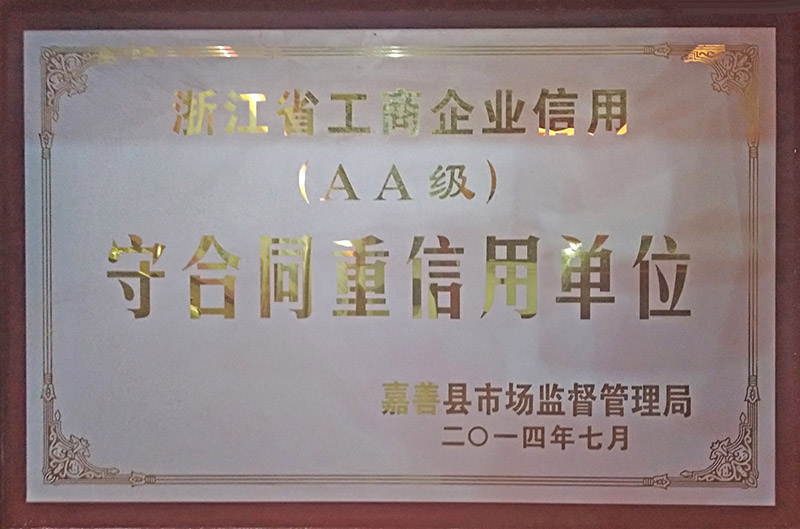 浙江省工商企业信用
(AA级)
守合同重信用单位
嘉善县市场监督管理局
二〇一四年七月